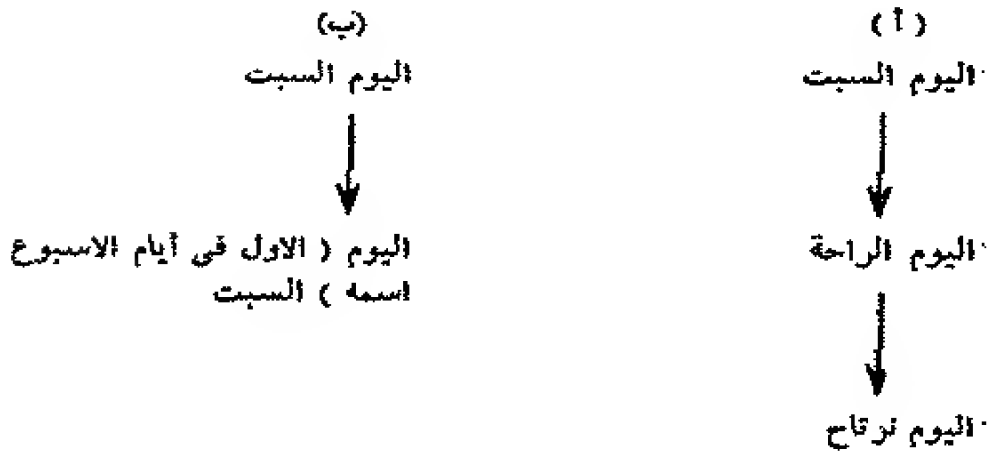 ( أ )
اليوم السبت
اليوم الراحة
اليوم نرتاح
(ب)
اليوم السبت
اليوم ( الاول فى أيام الاسبوع
اسمه ) السبت